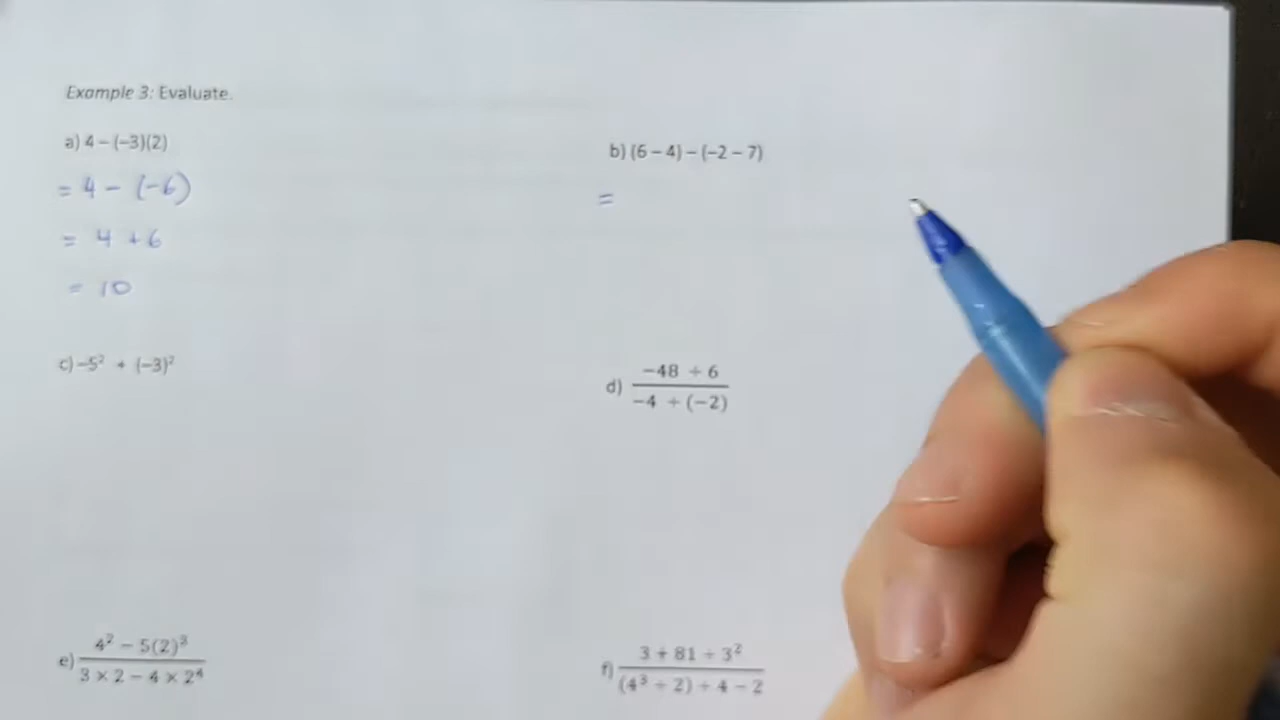 Example 3: Evaluate.
a) 4 – (–3)(2)
= 4 – (–6)
= 4 + 6
= 10
b) (6 – 4) – (–2 – 7)
=
c) –5² + (–3)²
d) −48 ÷ 6
−4 ÷ (−2)
e) 4² − 5(2)³
3 × 2 − 4 × 2⁴
f) 3 + 81 ÷ 3²
(4³ ÷ 2) ÷ 4 − 2